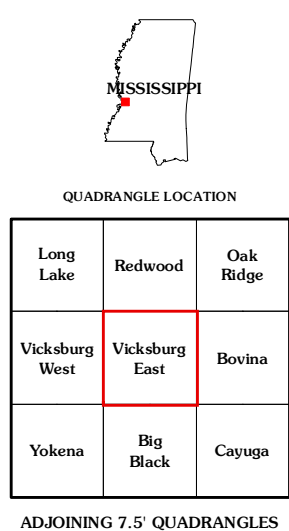 MISSISSIPPI
QUADRANGLE LOCATION
Long
Lake
Redwood
Oak
Ridge
Vicksburg
West
Vicksburg
East
Bovina
Yokena
Big
Black
Cayuga
ADJOINING 7.5' QUADRANGLES